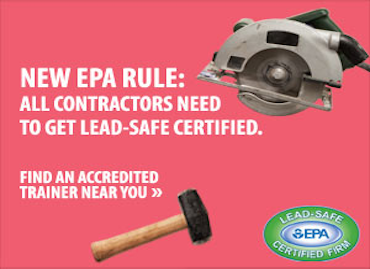 NEW EPA RULE:
ALL CONTRACTORS NEED
TO GET LEAD-SAFE CERTIFIED.
FIND AN ACCREDITED
TRAINER NEAR YOU »
LEAD-SAFE
EPA
CERTIFIED FIRM